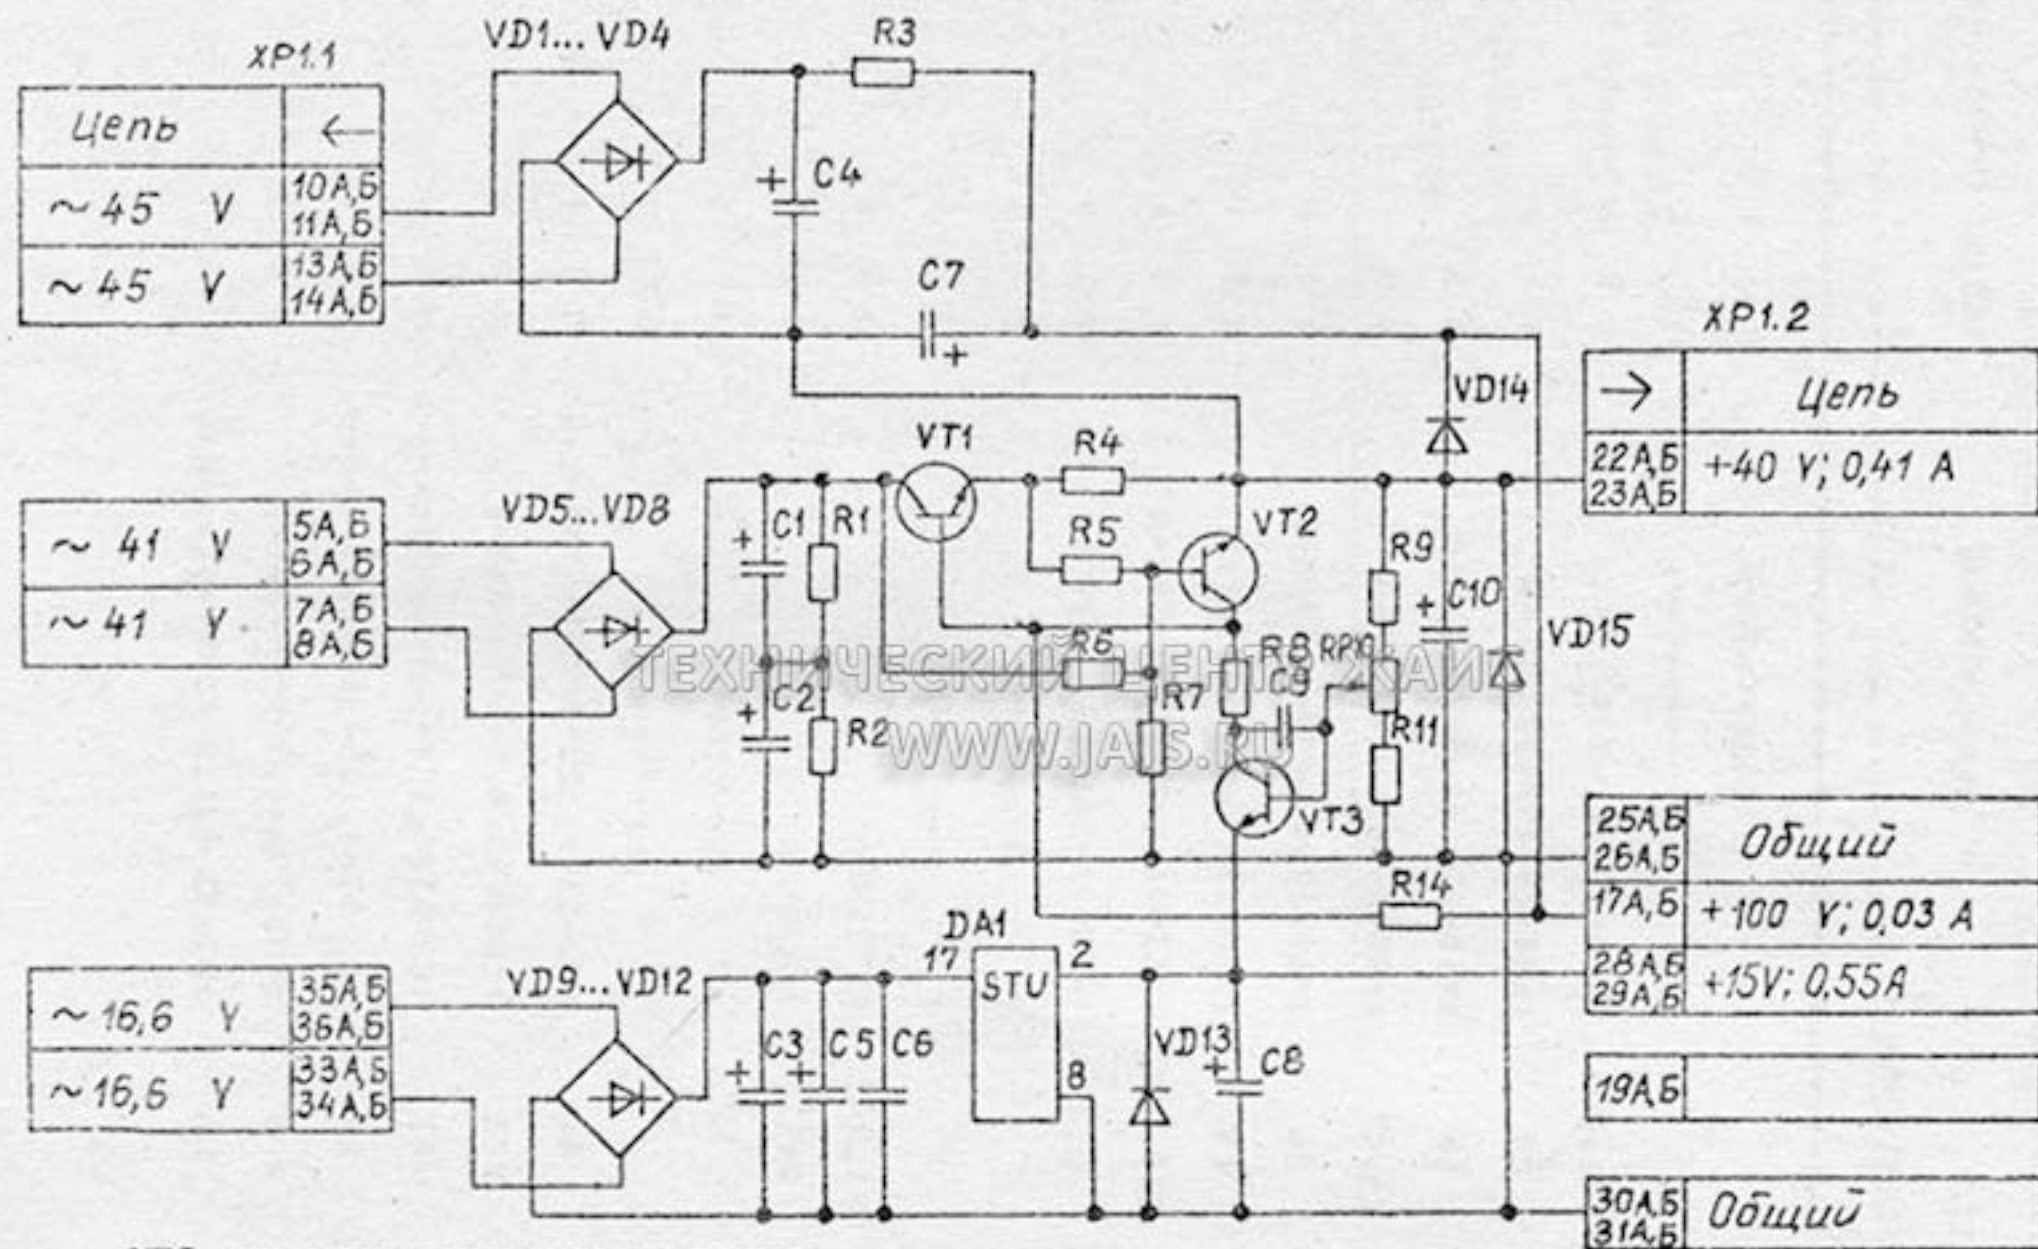 XP1.1
VD1... VD4
R3
Цепь ←
~45 V 10А,Б 11А,Б
~45 V 13А,Б 14А,Б
+ C4
C7
+
XP1.2
→ Цепь
22А,Б 23А,Б +40 V; 0,41 А
VD14
VT1
R4
~ 41 V 5А,Б 6А,Б
~ 41 V 7А,Б 8А,Б
VD5...VD8
+ C1
R1
R5
VT2
R9
+ C10
VD15
R6
R8
C9
+ C2
R2
R7
R11
VT3
ТЕХНИЧЕСКИЙ ЦЕНТР ЖАИС
WWW.JAIS.RU
25А,Б 26А,Б Общий
R14
17А,Б +100 V; 0,03 А
28А,Б 29А,Б +15V; 0,55А
DA1
17
STU
2
8
~16,6 V 35А,Б 36А,Б
~16,6 V 33А,Б 34А,Б
VD9...VD12
+ C3
+ C5
C6
VD13
+ C8
19А,Б
30А,Б 31А,Б Общий